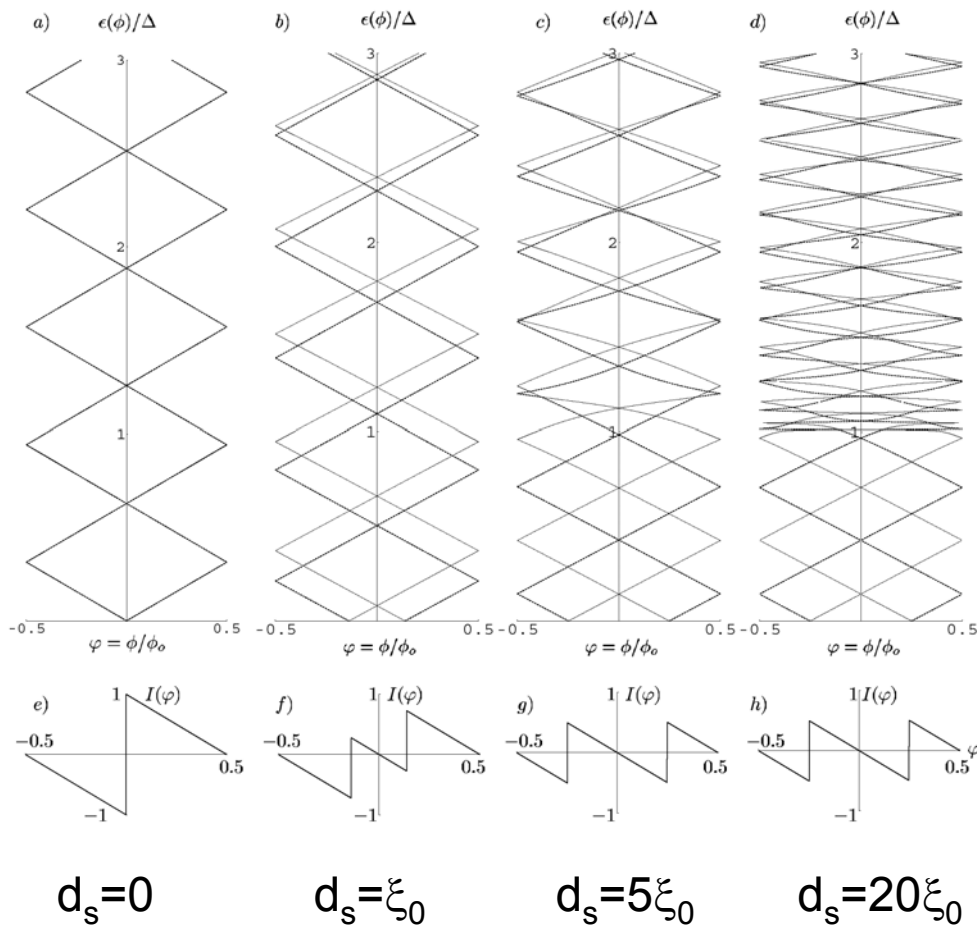 a) ϵ(φ)/Δ b) ϵ(φ)/Δ c) ϵ(φ)/Δ d) ϵ(φ)/Δ
3 3 3 3
2 2 2 2
1 1 1 1
-0.5 0.5 -0.5 0.5 -0.5 0.5 -0.5 0.5
φ = ϕ/ϕₒ φ = ϕ/ϕₒ φ = ϕ/ϕₒ φ = ϕ/ϕₒ
e) 1 I(φ) f) 1 I(φ) g) 1 I(φ) h) 1 I(φ)
−0.5 0.5 −0.5 0.5 −0.5 0.5 −0.5 0.5 φ
−1 −1 −1 −1
dₛ=0 dₛ=ξ₀ dₛ=5ξ₀ dₛ=20ξ₀